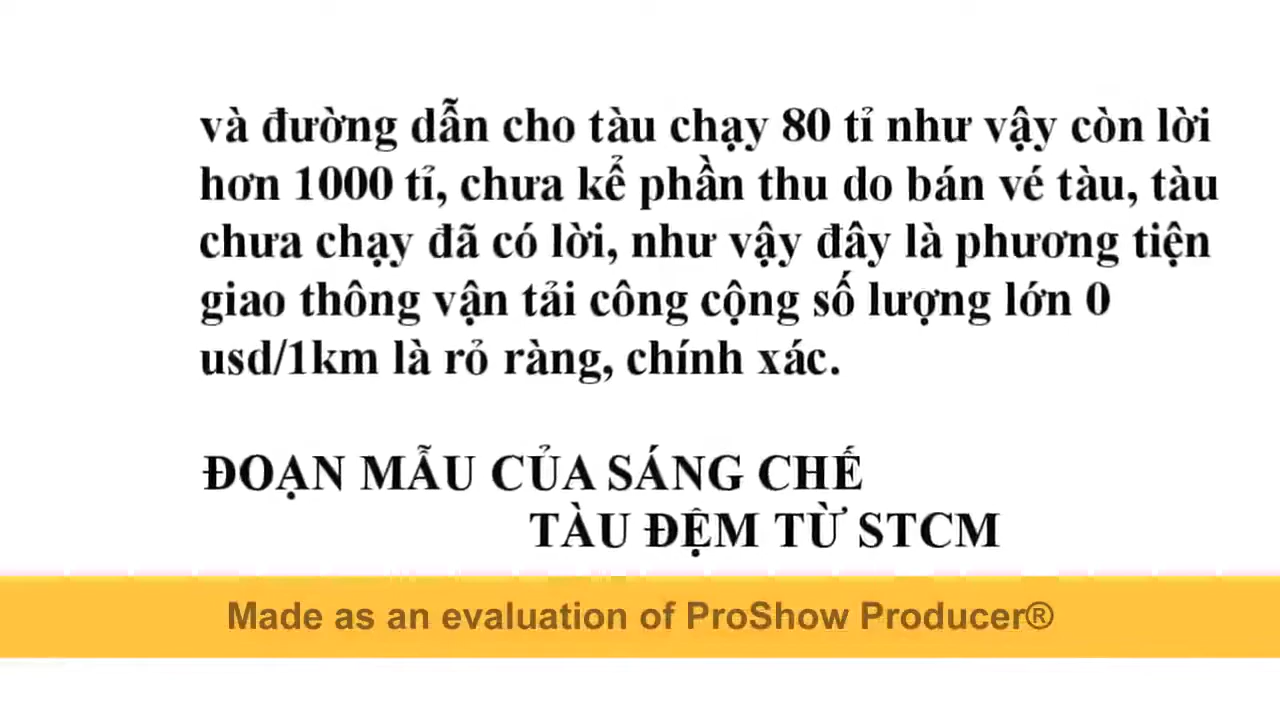 và đường dẫn cho tàu chạy 80 tỉ như vậy còn lời
hơn 1000 tỉ, chưa kể phần thu do bán vé tàu, tàu
chưa chạy đã có lời, như vậy đây là phương tiện
giao thông vận tải công cộng số lượng lớn 0
usd/1km là rỏ ràng, chính xác.
ĐOẠN MẪU CỦA SÁNG CHẾ
TÀU ĐỆM TỪ STCM
Made as an evaluation of ProShow Producer®